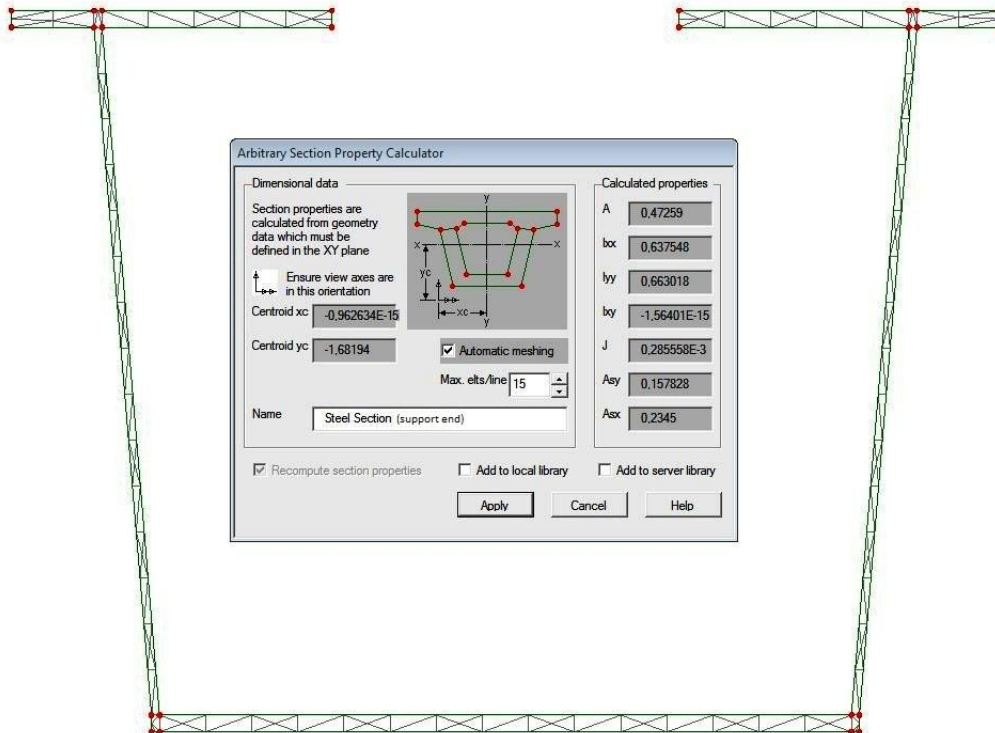 Arbitrary Section Property Calculator
Dimensional data
Section properties are
calculated from geometry
data which must be
defined in the XY plane
Ensure view axes are
in this orientation
Centroid xc -0,962634E-15
Centroid yc -1,68194
y
x x
yc
xc
y
Automatic meshing
Max. elts/line 15
Name Steel Section (support end)
Calculated properties
A 0,47259
Ixx 0,637548
Iyy 0,663018
Ixy -1,56401E-15
J 0,285558E-3
Asy 0,157828
Asx 0,2345
Recompute section properties
Add to local library
Add to server library
Apply Cancel Help